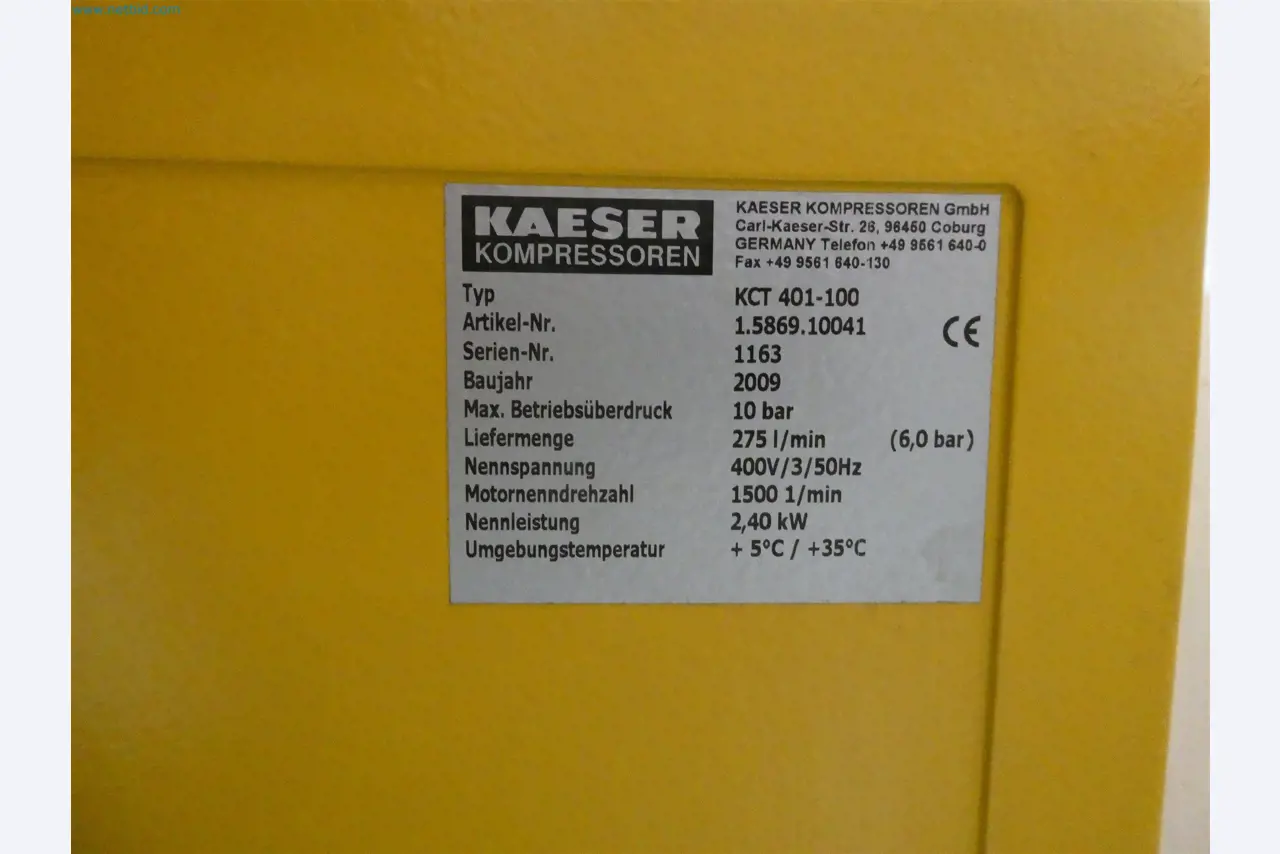 KAESER
KOMPRESSOREN
KAESER KOMPRESSOREN GmbH
Carl-Kaeser-Str. 26, 96450 Coburg
GERMANY Telefon +49 9561 640-0
Fax +49 9561 640-130
Typ KCT 401-100
Artikel-Nr. 1.5869.10041 CE
Serien-Nr. 1163
Baujahr 2009
Max. Betriebsüberdruck 10 bar
Liefermenge 275 l/min (6,0 bar)
Nennspannung 400V/3/50Hz
Motornenndrehzahl 1500 1/min
Nennleistung 2,40 kW
Umgebungstemperatur + 5°C / +35°C